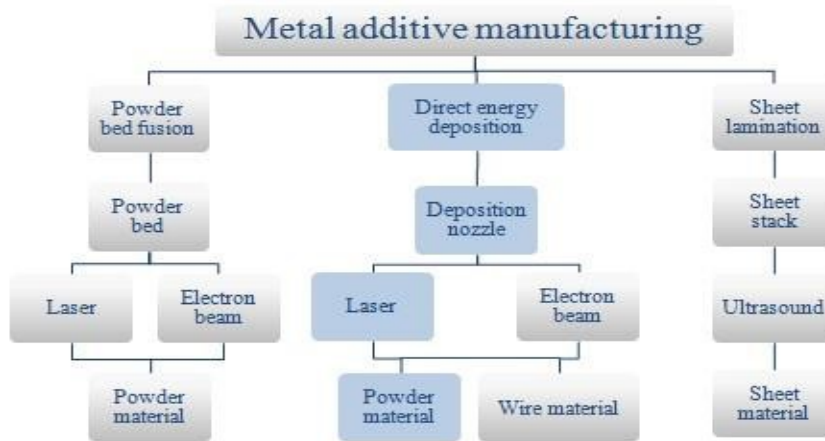 Metal additive manufacturing
Powder
bed fusion
Direct energy
deposition
Sheet
lamination
Powder
bed
Deposition
nozzle
Sheet
stack
Laser
Electron
beam
Laser
Electron
beam
Ultrasound
Powder
material
Powder
material
Wire material
Sheet
material